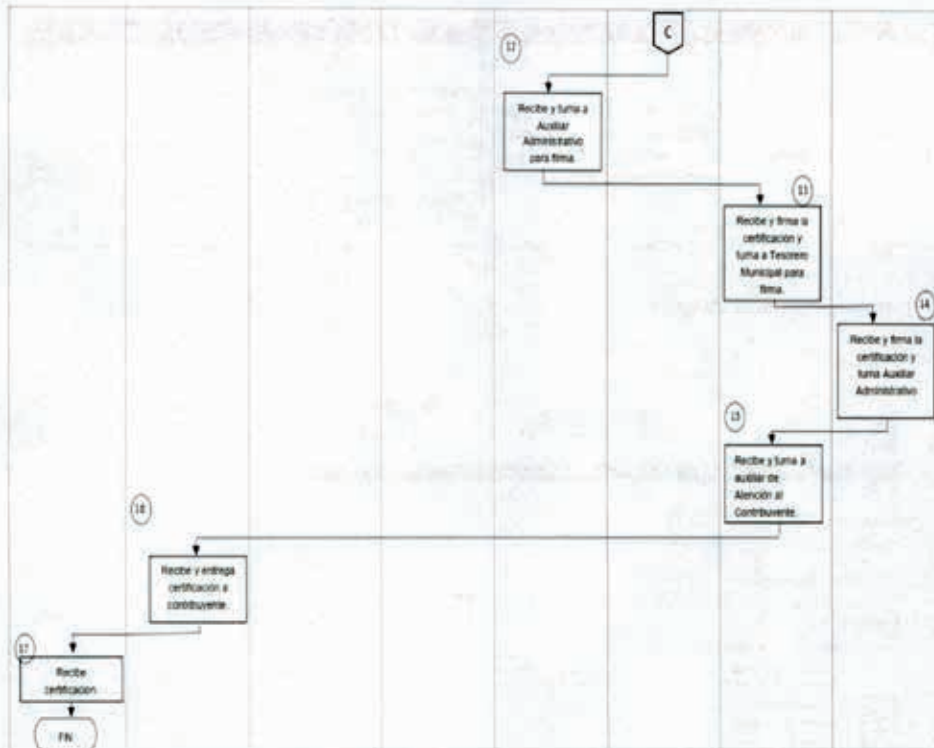 C
12
Recibe y turna a
Auxiliar
Administrativo
para firma.
13
Recibe y firma la
certificación y
turna a Tesorero
Municipal para
firma.
14
Recibe y firma la
certificación y
turna Auxiliar
Administrativo
15
Recibe y turna a
auxiliar de
Atención al
Contribuyente.
Recibe y entrega
certificación a
contribuyente.
17
Recibe
certificación.
FIN